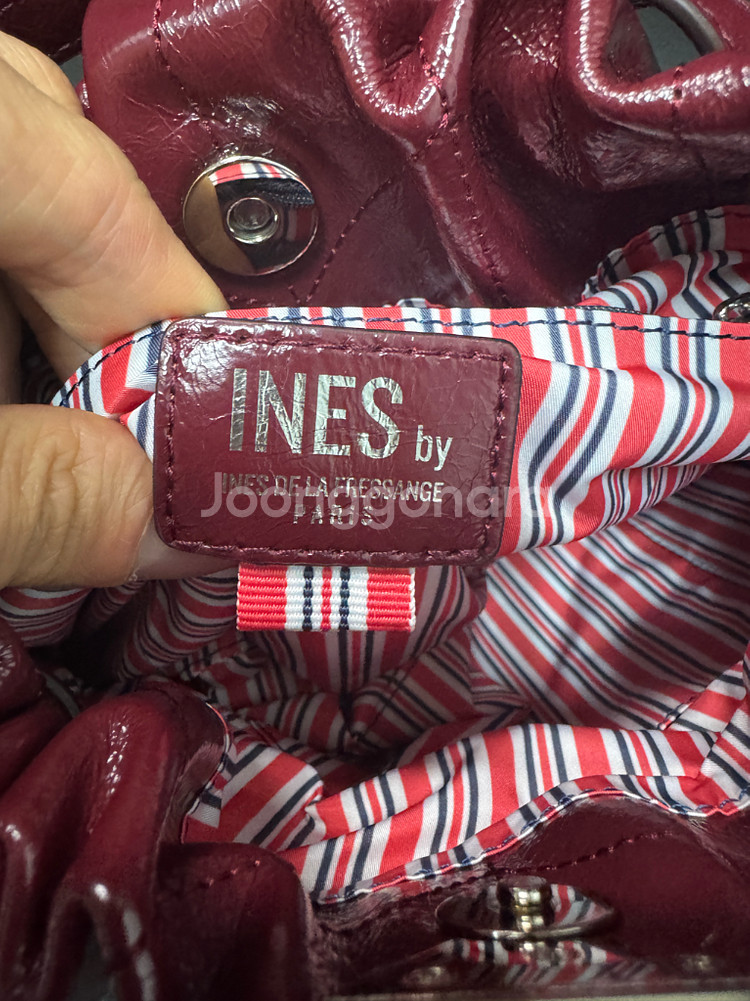 INES by
INES DE LA FRESSANGE
PARIS
Joonggonara